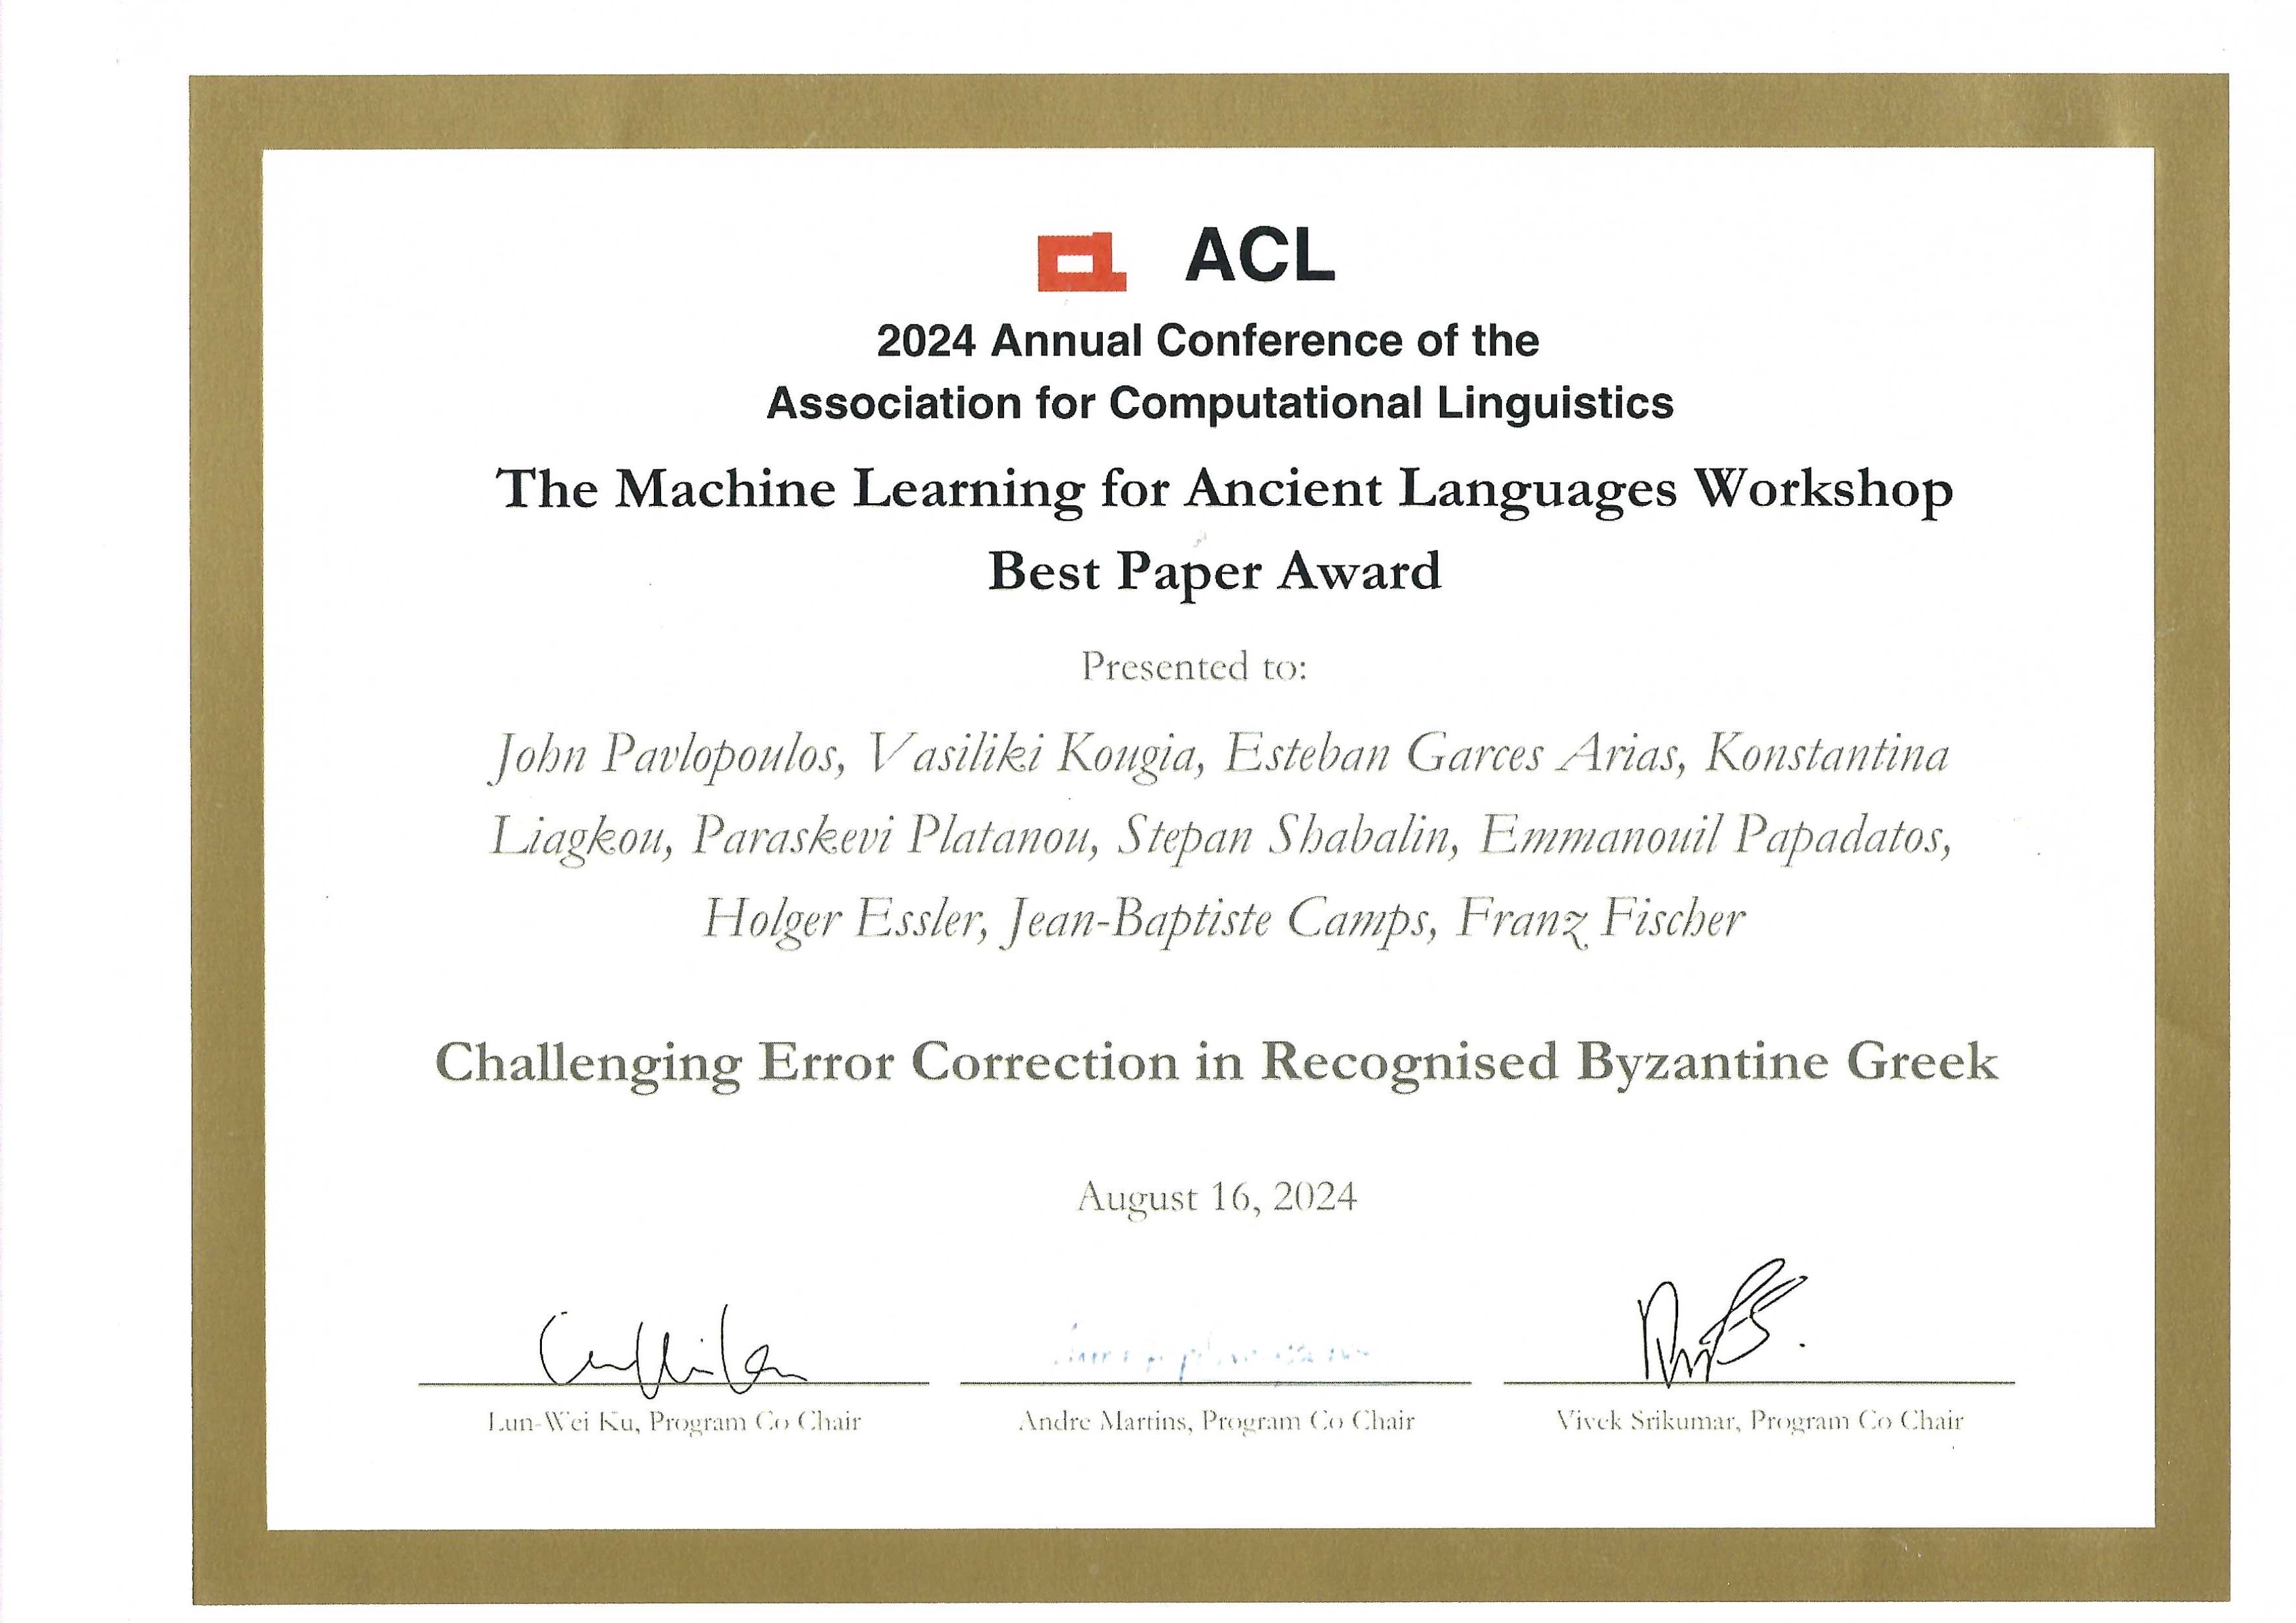 ACL
2024 Annual Conference of the
Association for Computational Linguistics
The Machine Learning for Ancient Languages Workshop
Best Paper Award
Presented to:
John Pavlopoulos, Vasiliki Kougia, Esteban Garces Arias, Konstantina
Liagkou, Paraskevi Platanou, Stepan Shabalin, Emmanouil Papadatos,
Holger Essler, Jean-Baptiste Camps, Franz Fischer
Challenging Error Correction in Recognised Byzantine Greek
August 16, 2024
Lun-Wei Ku, Program Co Chair
Andre Martins, Program Co Chair
Vivek Srikumar, Program Co Chair